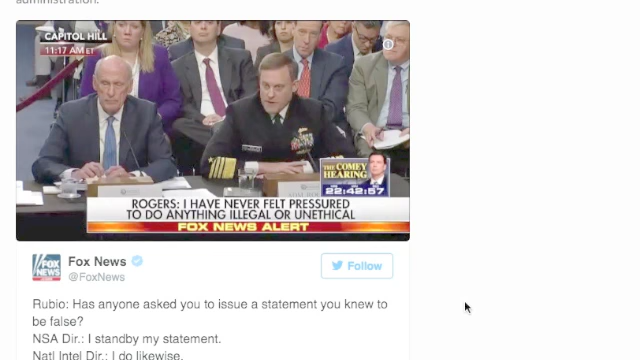 administration.
CAPITOL HILL
11:17 AM ET
THE COMEY
HEARING
22:42:57
ROGERS: I HAVE NEVER FELT PRESSURED
TO DO ANYTHING ILLEGAL OR UNETHICAL
FOX NEWS ALERT
FOX
NEWS
Fox News
@FoxNews
Follow
Rubio: Has anyone asked you to issue a statement you knew to
be false?
NSA Dir.: I standby my statement.
Natl Intel Dir.: I do likewise.